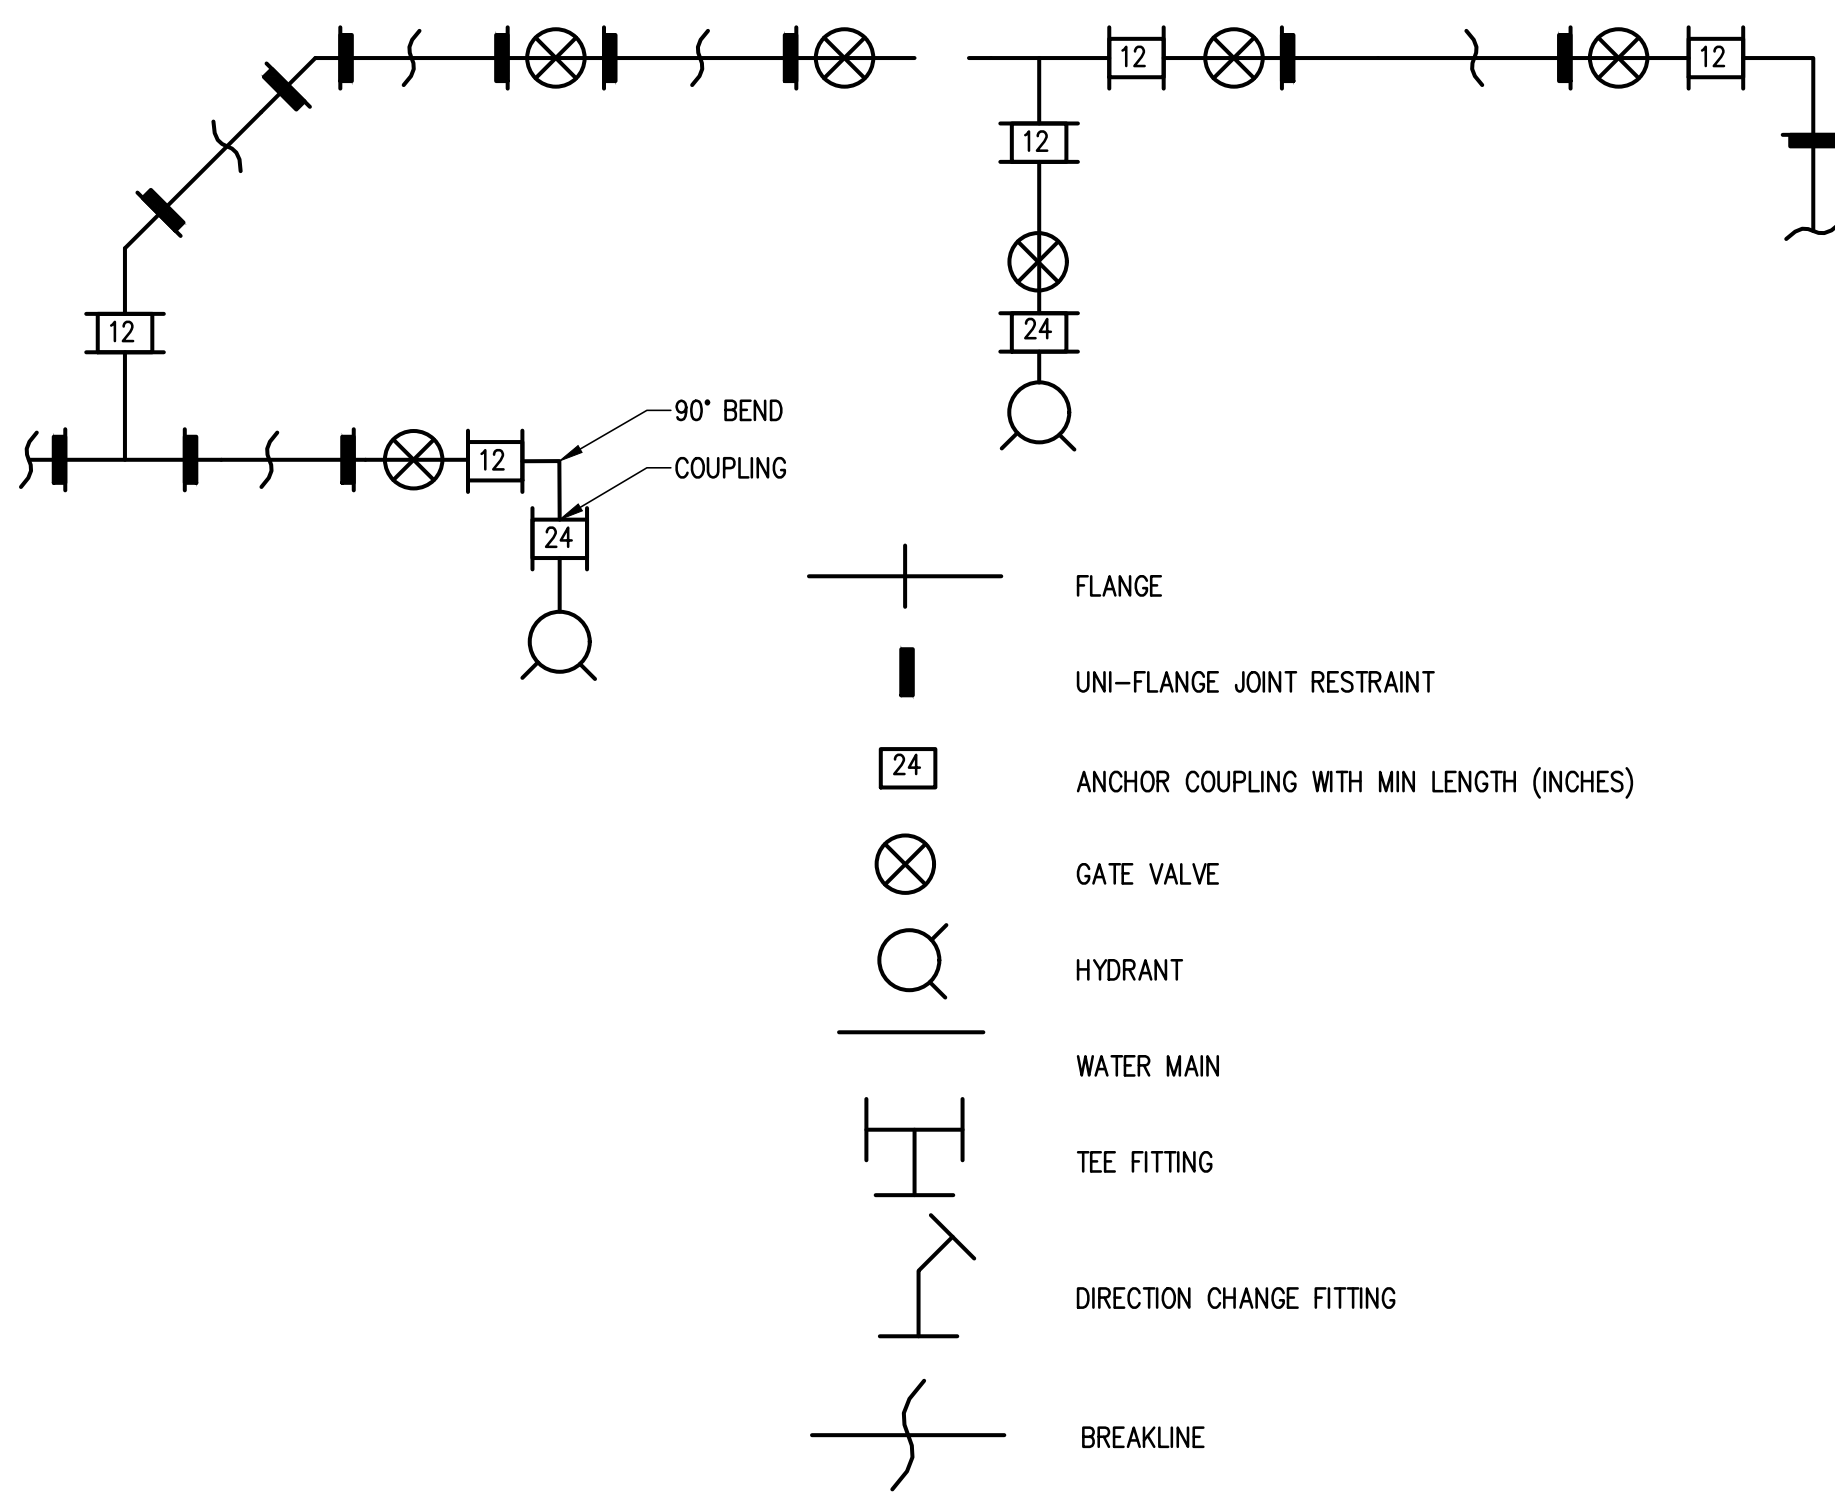 12
12
12
12
24
12
90° BEND
COUPLING
12
24
FLANGE
UNI-FLANGE JOINT RESTRAINT
24
ANCHOR COUPLING WITH MIN LENGTH (INCHES)
GATE VALVE
HYDRANT
WATER MAIN
TEE FITTING
DIRECTION CHANGE FITTING
BREAKLINE